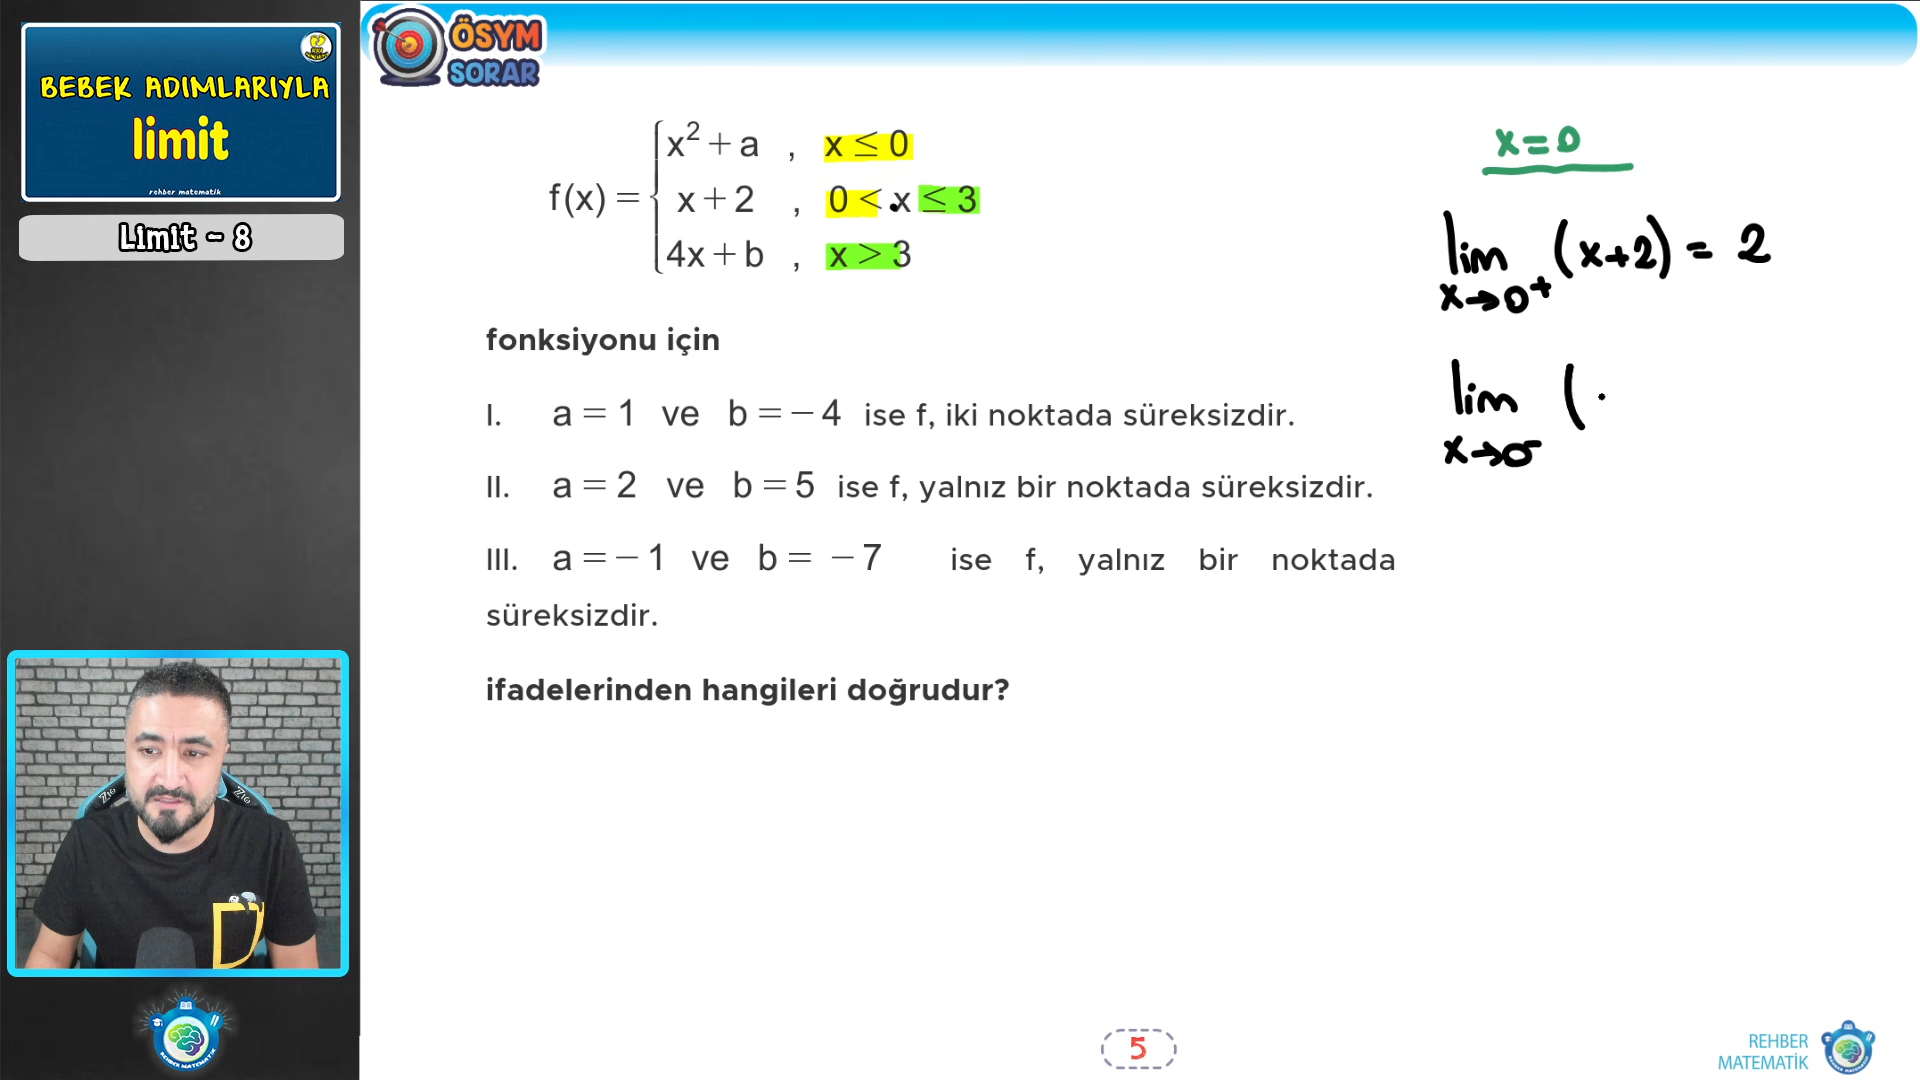 BEBEK ADIMLARIYLA
limit
rehber matematik
Limit - 8
ÖSYM
SORAR
f(x) = { x² + a , x ≤ 0
x + 2 , 0 < x ≤ 3
4x + b , x > 3
fonksiyonu için
I. a = 1 ve b = − 4 ise f, iki noktada süreksizdir.
II. a = 2 ve b = 5 ise f, yalnız bir noktada süreksizdir.
III. a = − 1 ve b = − 7 ise f, yalnız bir noktada
süreksizdir.
ifadelerinden hangileri doğrudur?
x = 0
lim (x+2) = 2
x→0⁺
lim (
x→0⁻
5
REHBER
MATEMATİK
REHBER MATEMATİK